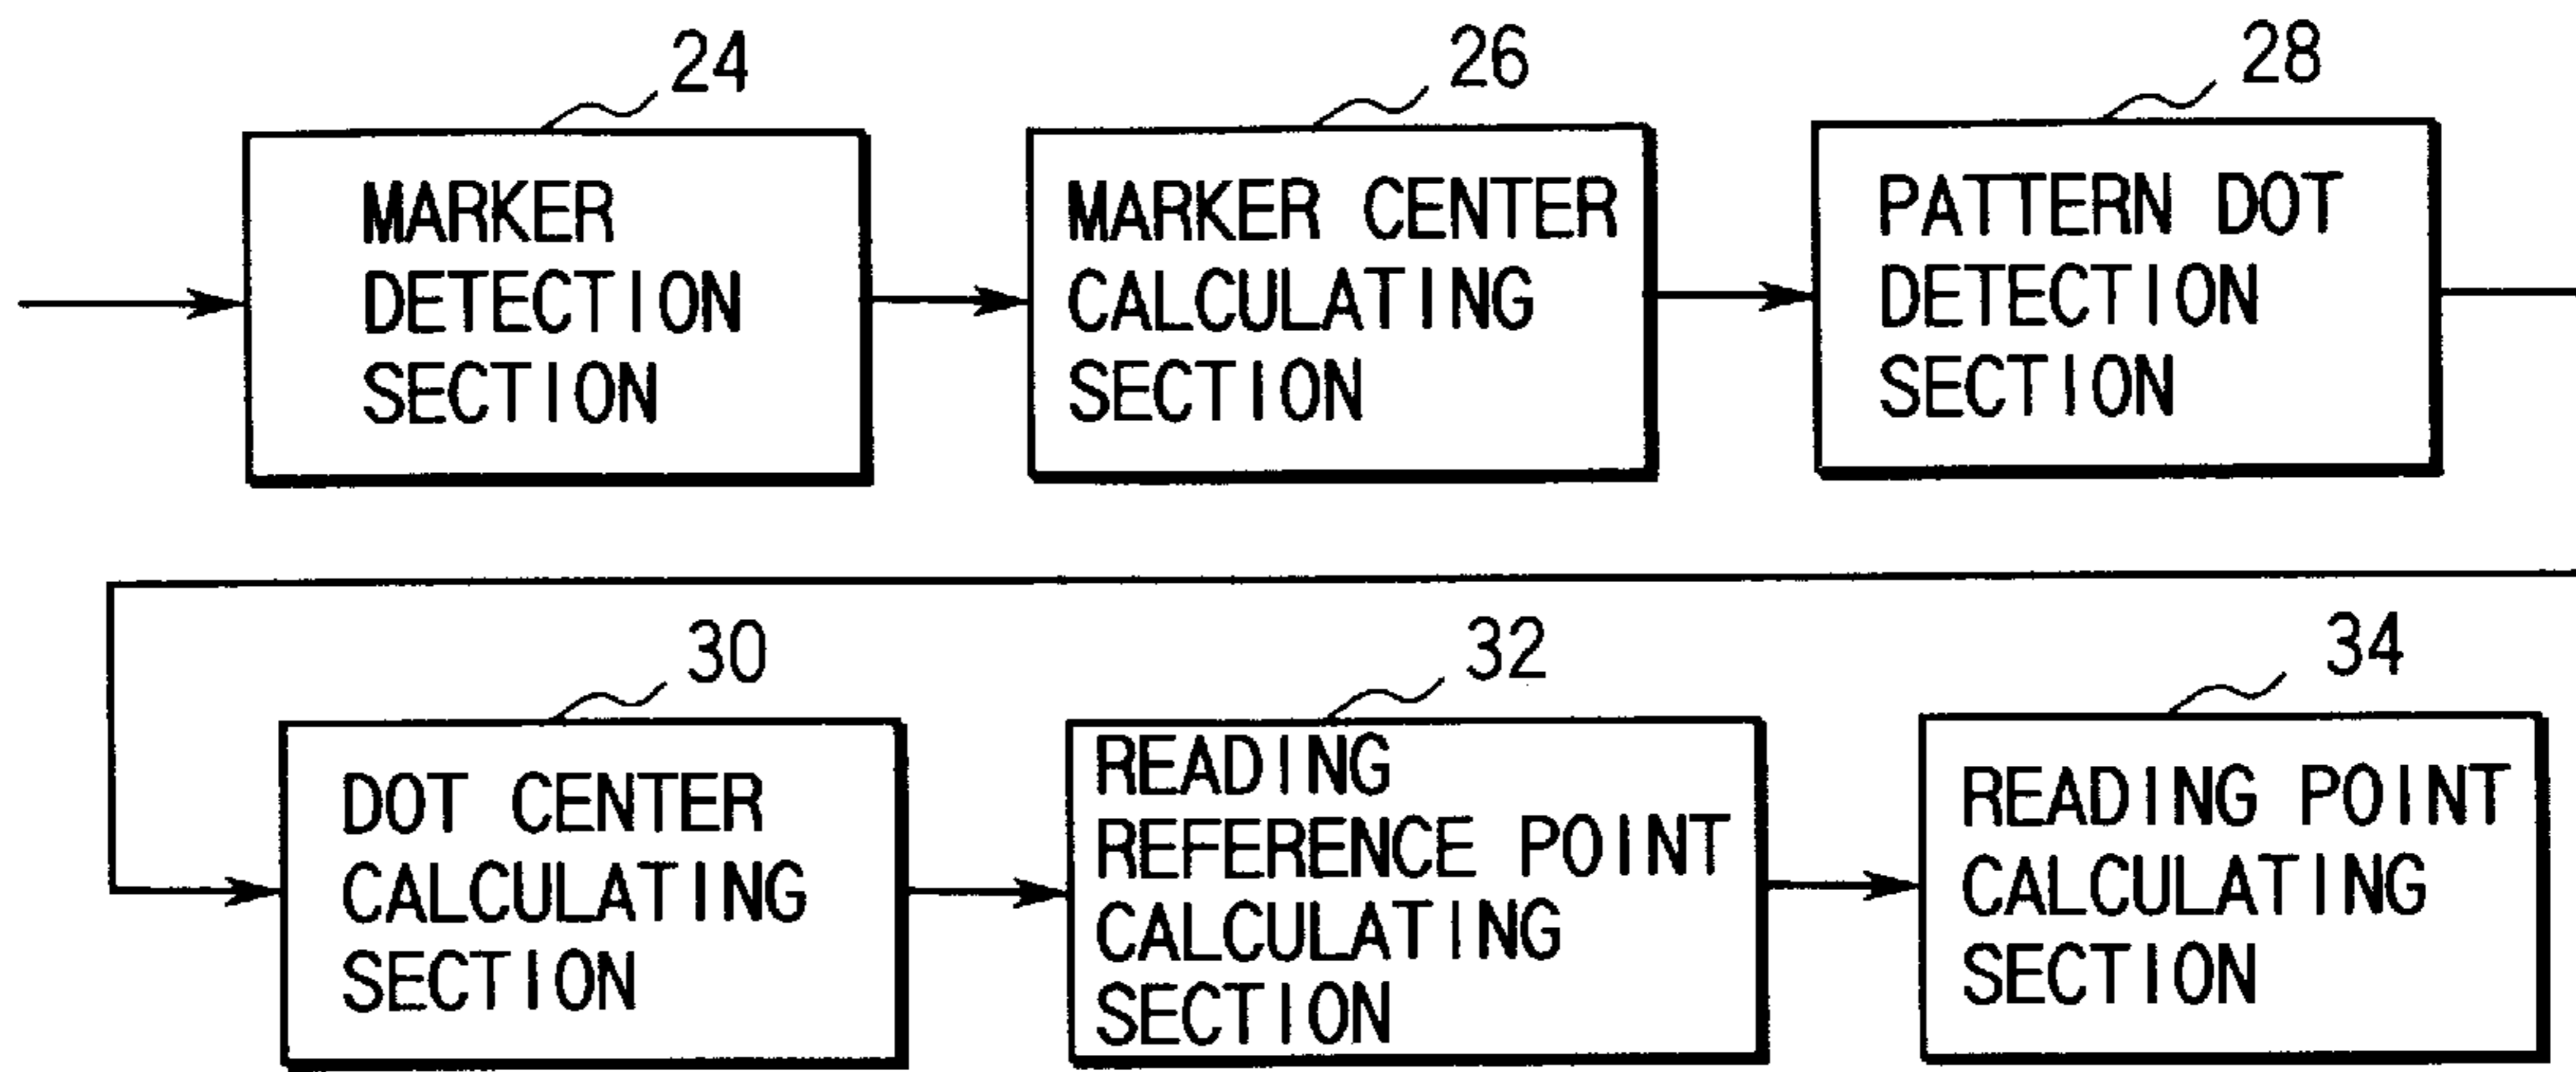 24
MARKER
DETECTION
SECTION
26
MARKER CENTER
CALCULATING
SECTION
28
PATTERN DOT
DETECTION
SECTION
30
DOT CENTER
CALCULATING
SECTION
32
READING
REFERENCE POINT
CALCULATING
SECTION
34
READING POINT
CALCULATING
SECTION